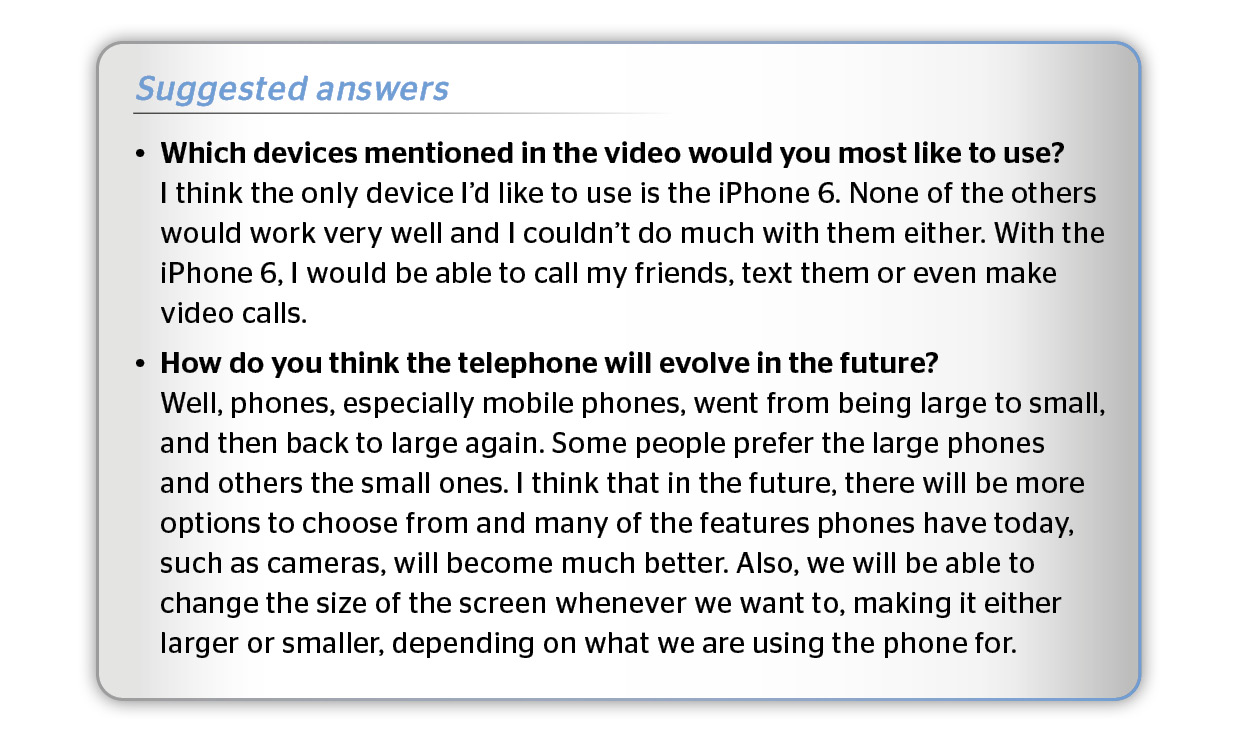 Suggested answers
• Which devices mentioned in the video would you most like to use?
I think the only device I’d like to use is the iPhone 6. None of the others
would work very well and I couldn’t do much with them either. With the
iPhone 6, I would be able to call my friends, text them or even make
video calls.
• How do you think the telephone will evolve in the future?
Well, phones, especially mobile phones, went from being large to small,
and then back to large again. Some people prefer the large phones
and others the small ones. I think that in the future, there will be more
options to choose from and many of the features phones have today,
such as cameras, will become much better. Also, we will be able to
change the size of the screen whenever we want to, making it either
larger or smaller, depending on what we are using the phone for.